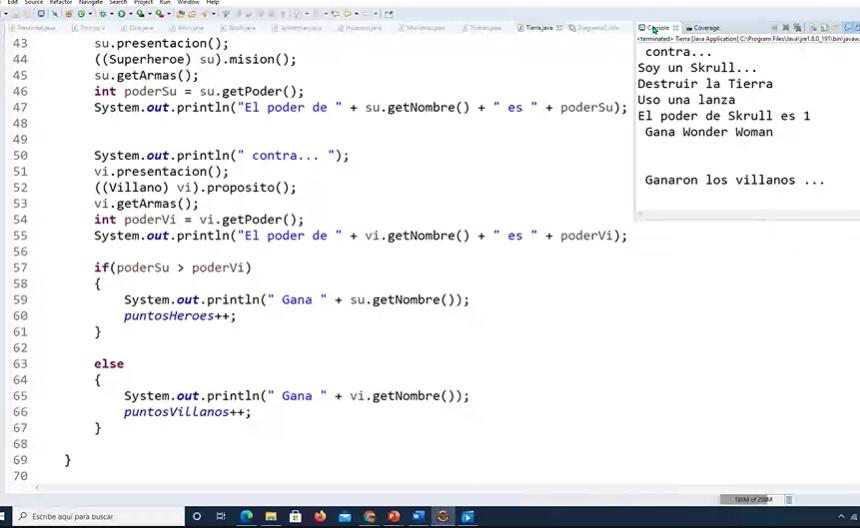 Edit Source Refactor Navigate Search Project Run Window Help
Tierra.java
Console Coverage
<terminated> Tierra [Java Application] C:\Program Files\Java\jre1.8.0_191\bin\javaw.
43 su.presentacion();
44 ((Superheroe) su).mision();
45 su.getArmas();
46 int poderSu = su.getPoder();
47 System.out.println("El poder de " + su.getNombre() + " es " + poderSu);
48
49
50 System.out.println(" contra... ");
51 vi.presentacion();
52 ((Villano) vi).proposito();
53 vi.getArmas();
54 int poderVi = vi.getPoder();
55 System.out.println("El poder de " + vi.getNombre() + " es " + poderVi);
56
57 if(poderSu > poderVi)
58 {
59 System.out.println(" Gana " + su.getNombre());
60 puntosHeroes++;
61 }
62
63 else
64 {
65 System.out.println(" Gana " + vi.getNombre());
66 puntosVillanos++;
67 }
68
69 }
70
contra...
Soy un Skrull...
Destruir la Tierra
Uso una lanza
El poder de Skrull es 1
Gana Wonder Woman
Ganaron los villanos ...
186M of 256M
Escribe aquí para buscar